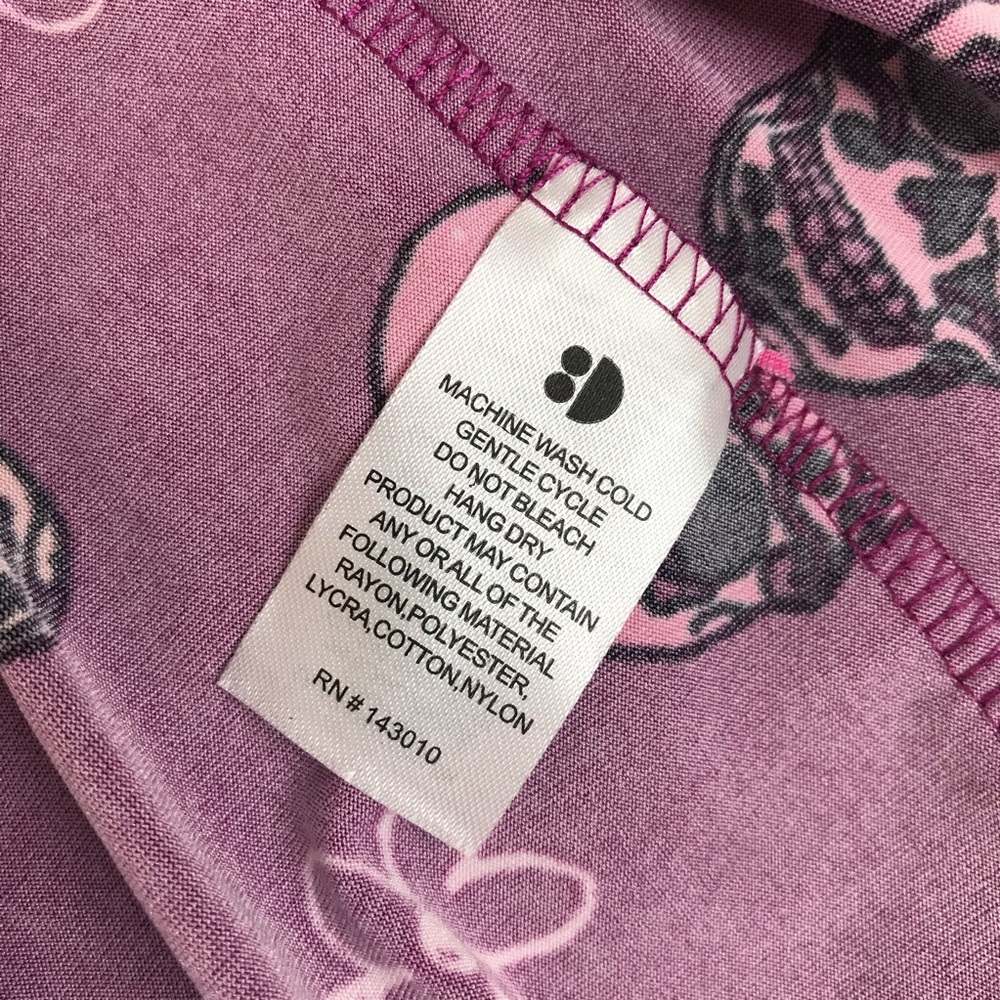 MACHINE WASH COLD
GENTLE CYCLE
DO NOT BLEACH
HANG DRY
PRODUCT MAY CONTAIN
ANY OR ALL OF THE
FOLLOWING MATERIAL
RAYON,POLYESTER,
LYCRA,COTTON,NYLON
RN # 143010